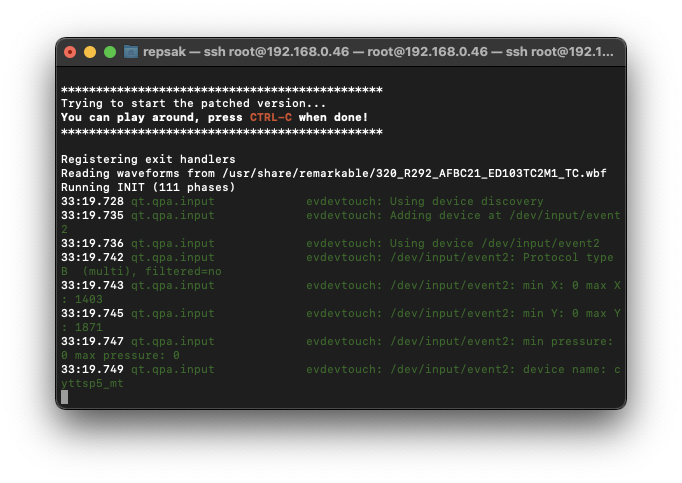 repsak — ssh root@192.168.0.46 — root@192.168.0.46 — ssh root@192.1...
**********************************************
Trying to start the patched version...
You can play around, press CTRL-C when done!
**********************************************
Registering exit handlers
Reading waveforms from /usr/share/remarkable/320_R292_AFBC21_ED103TC2M1_TC.wbf
Running INIT (111 phases)
33:19.728 qt.qpa.input             evdevtouch: Using device discovery
33:19.735 qt.qpa.input             evdevtouch: Adding device at /dev/input/event
2
33:19.736 qt.qpa.input             evdevtouch: Using device /dev/input/event2
33:19.742 qt.qpa.input             evdevtouch: /dev/input/event2: Protocol type
B  (multi), filtered=no
33:19.743 qt.qpa.input             evdevtouch: /dev/input/event2: min X: 0 max X
: 1403
33:19.745 qt.qpa.input             evdevtouch: /dev/input/event2: min Y: 0 max Y
: 1871
33:19.747 qt.qpa.input             evdevtouch: /dev/input/event2: min pressure:
0 max pressure: 0
33:19.749 qt.qpa.input             evdevtouch: /dev/input/event2: device name: c
yttsp5_mt